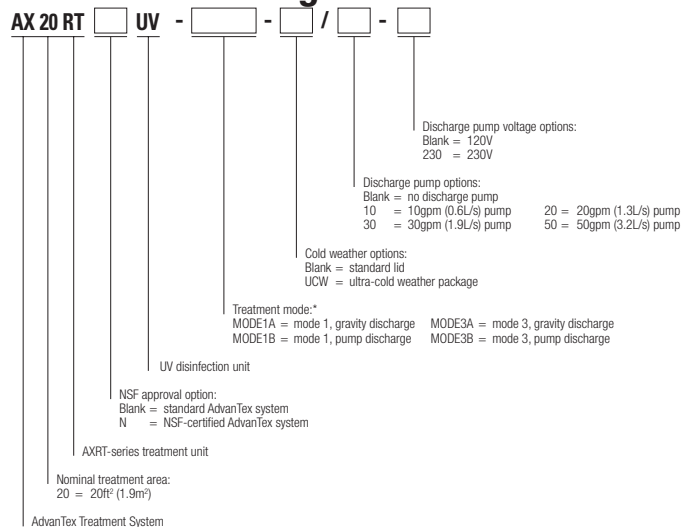 AX 20 RT UV - - / -
Discharge pump voltage options:
Blank = 120V
230 = 230V
Discharge pump options:
Blank = no discharge pump
10 = 10gpm (0.6L/s) pump 20 = 20gpm (1.3L/s) pump
30 = 30gpm (1.9L/s) pump 50 = 50gpm (3.2L/s) pump
Cold weather options:
Blank = standard lid
UCW = ultra-cold weather package
Treatment mode:*
MODE1A = mode 1, gravity discharge MODE3A = mode 3, gravity discharge
MODE1B = mode 1, pump discharge MODE3B = mode 3, pump discharge
UV disinfection unit
NSF approval option:
Blank = standard AdvanTex system
N = NSF-certified AdvanTex system
AXRT-series treatment unit
Nominal treatment area:
20 = 20ft² (1.9m²)
AdvanTex Treatment System